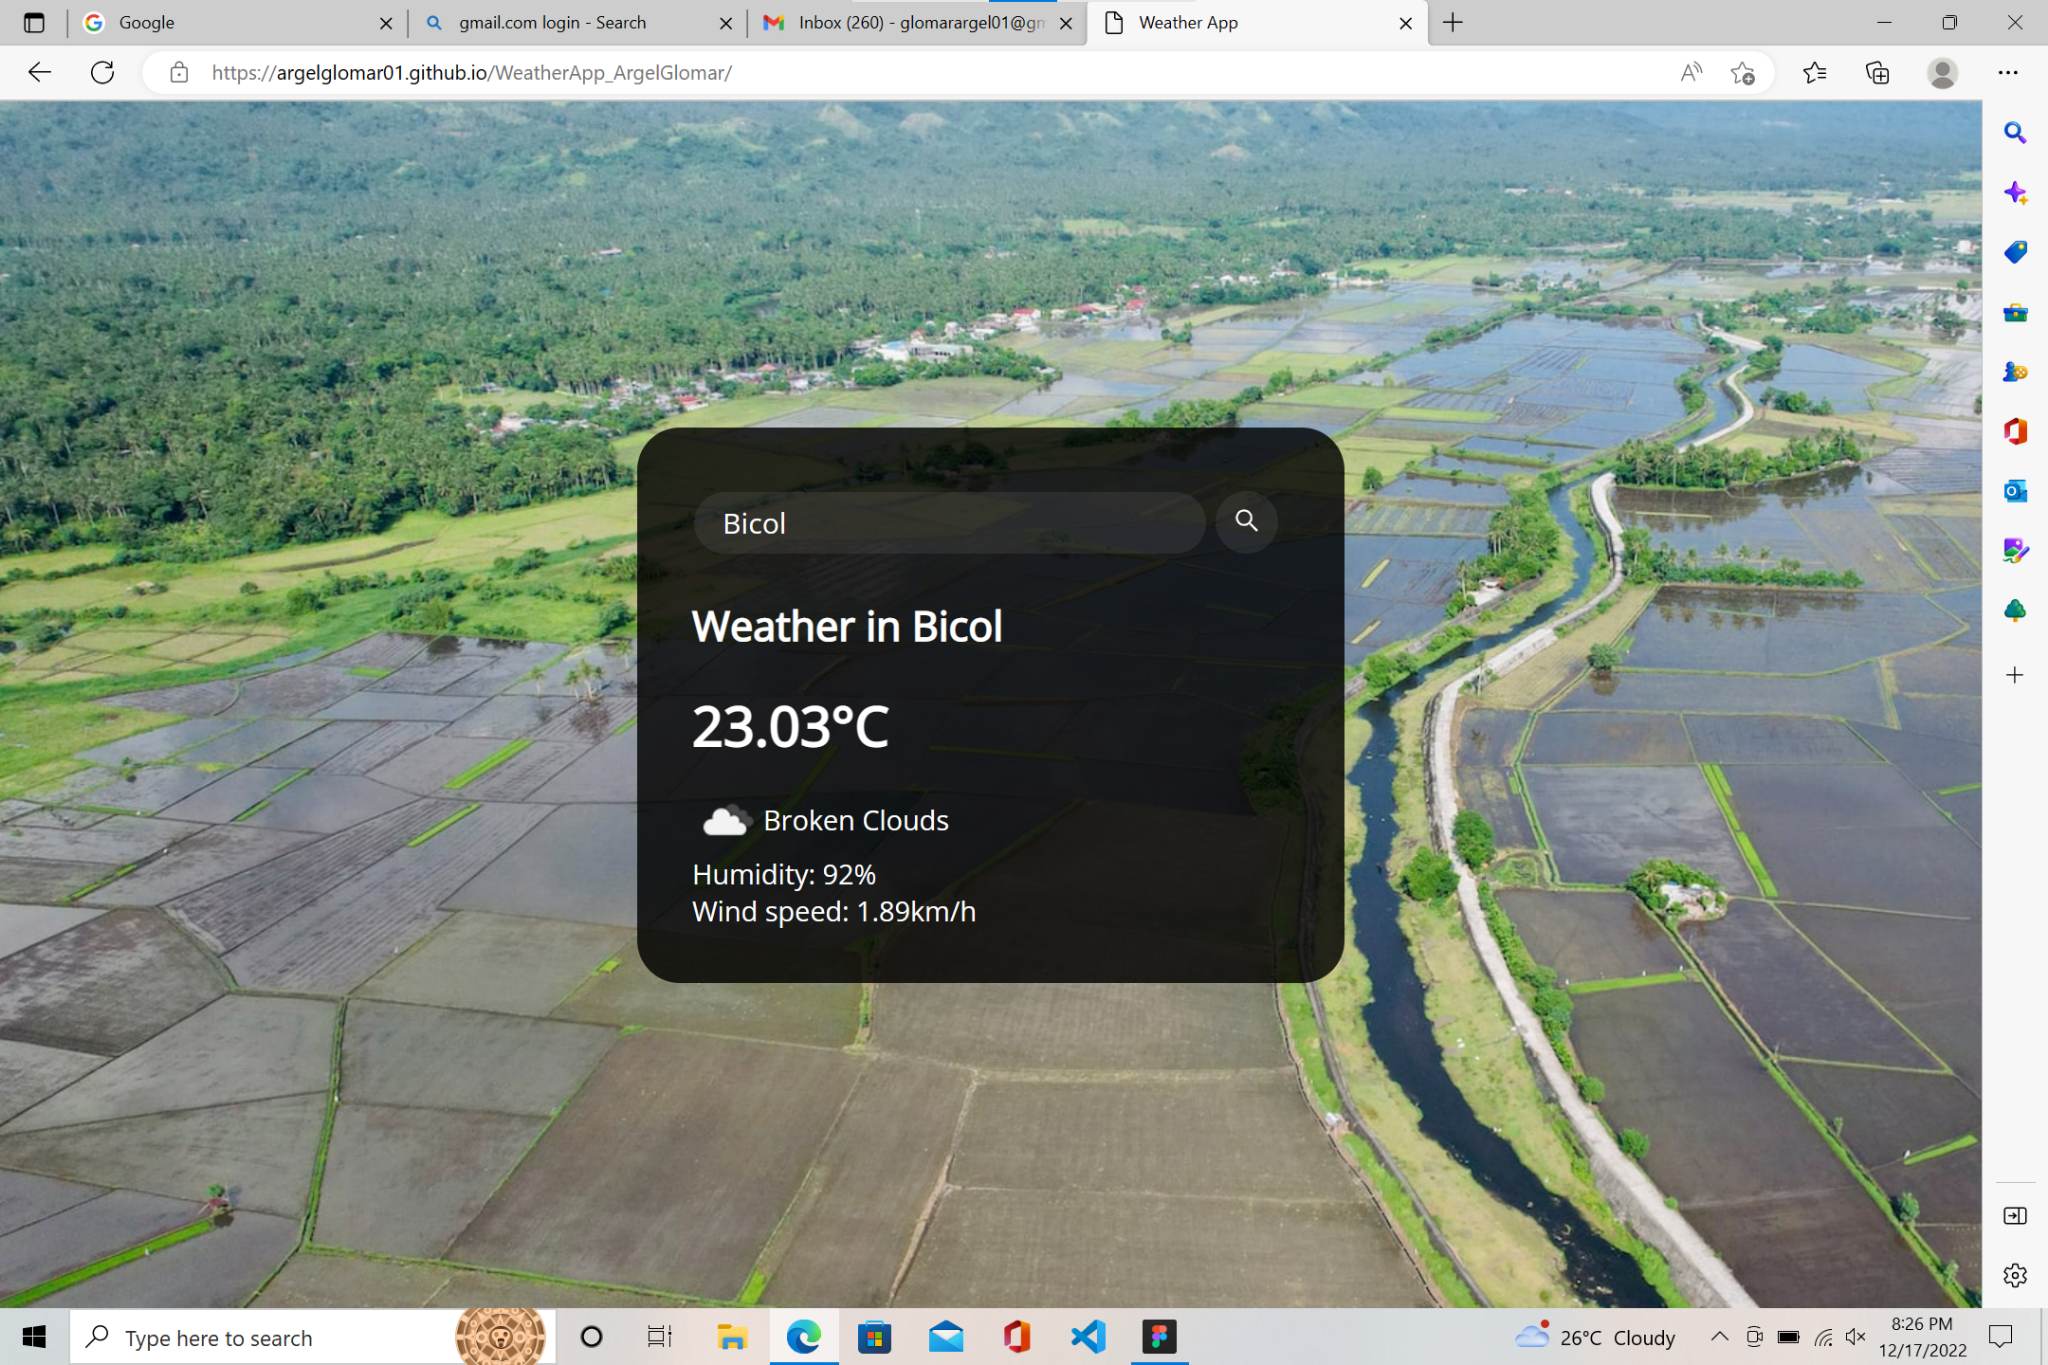 Google
gmail.com login - Search
Inbox (260) - glomarargel01@gm
Weather App
https://argelglomar01.github.io/WeatherApp_ArgelGlomar/
Bicol
Weather in Bicol
23.03°C
Broken Clouds
Humidity: 92%
Wind speed: 1.89km/h
Type here to search
26°C Cloudy
8:26 PM
12/17/2022